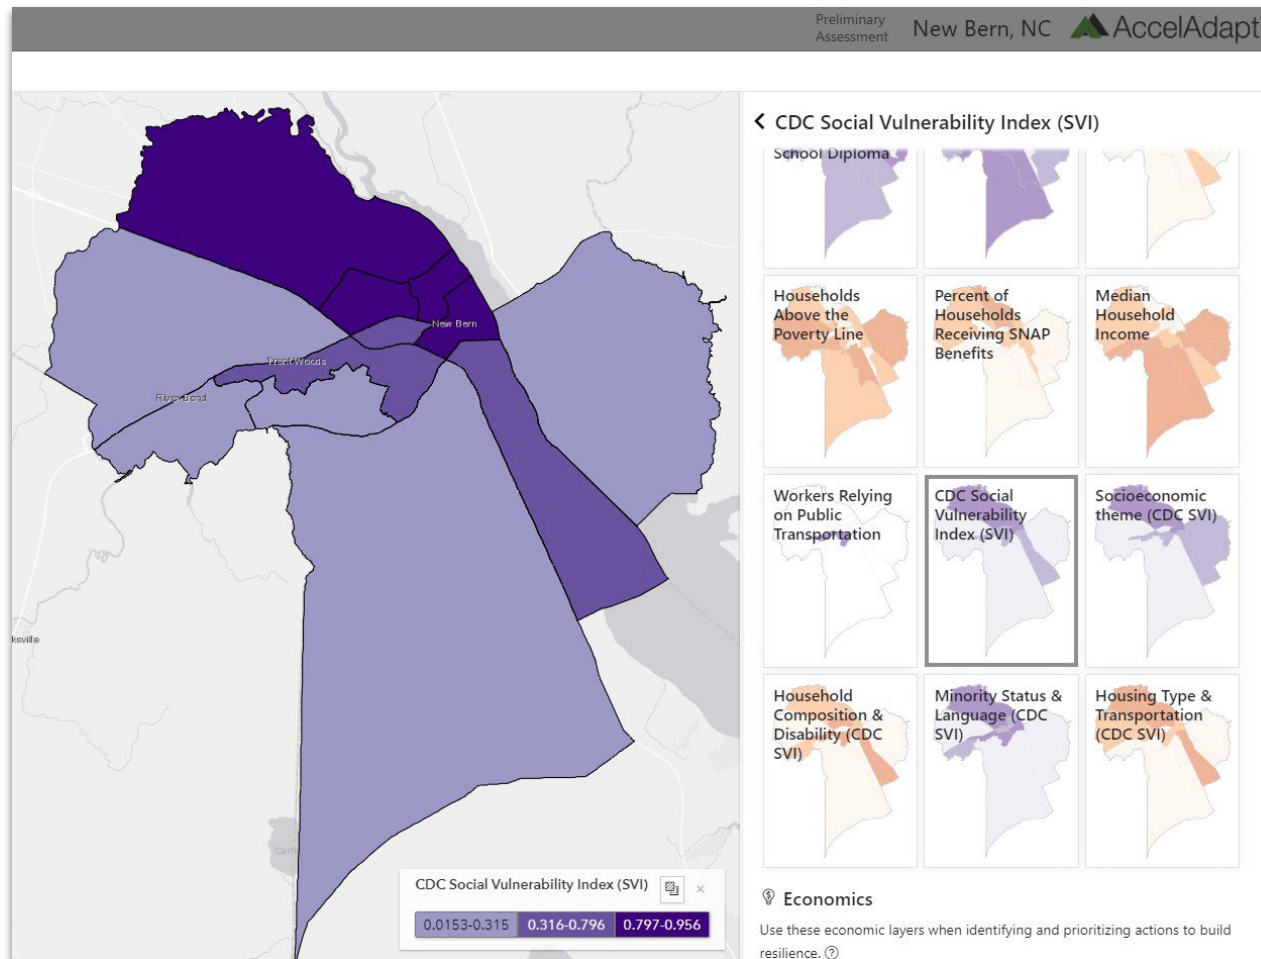 Preliminary
Assessment
New Bern, NC
AccelAdapt
CDC Social Vulnerability Index (SVI)
School Diploma
Households
Above the
Poverty Line
Percent of
Households
Receiving SNAP
Benefits
Median
Household
Income
New Bern
Trent Woods
River Bend
Workers Relying
on Public
Transportation
CDC Social
Vulnerability
Index (SVI)
Socioeconomic
theme (CDC SVI)
ksville
Household
Composition &
Disability (CDC
SVI)
Minority Status &
Language (CDC
SVI)
Housing Type &
Transportation
(CDC SVI)
CDC Social Vulnerability Index (SVI)
×
0.0153-0.315
0.316-0.796
0.797-0.956
Economics
Use these economic layers when identifying and prioritizing actions to build
resilience. ?